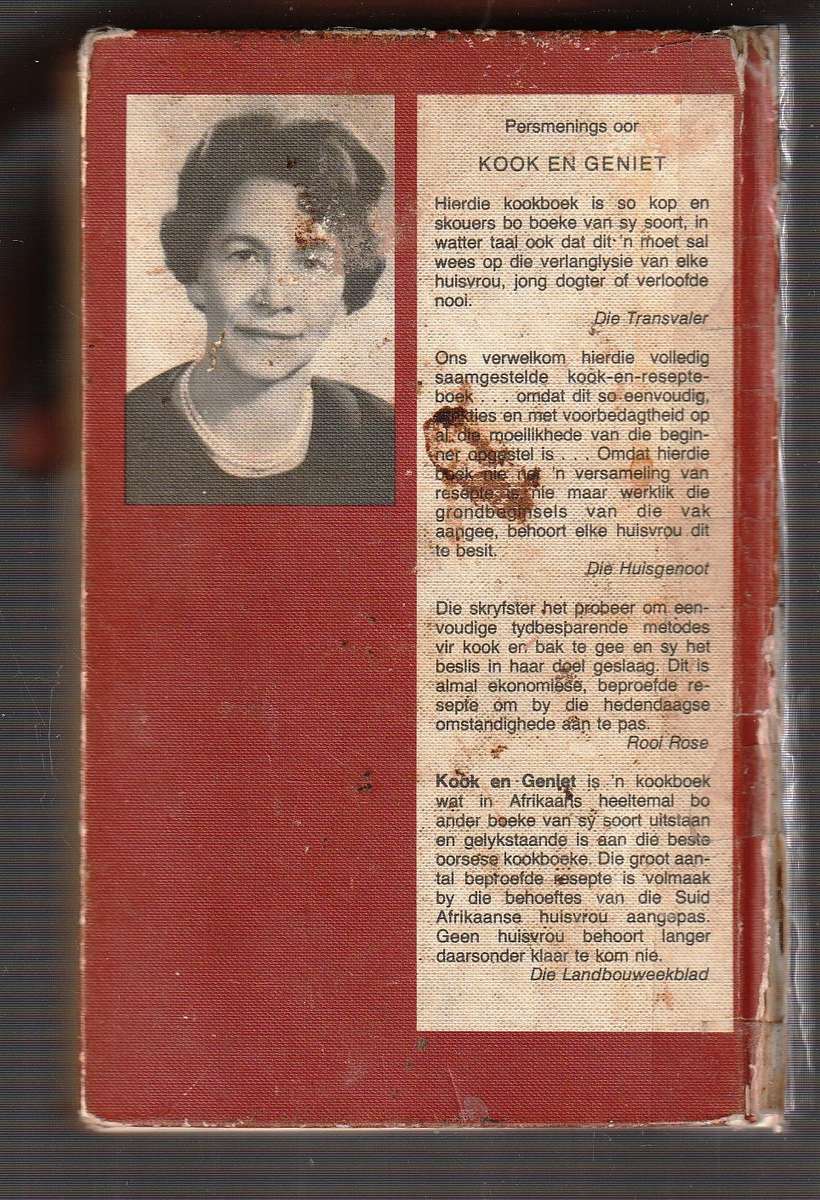 Persmenings oor
KOOK EN GENIET
Hierdie kookboek is so kop en
skouers bo boeke van sy soort, in
watter taal ook dat dit 'n moet sal
wees op die verlanglysie van elke
huisvrou, jong dogter of verloofde
nooi.
Die Transvaler
Ons verwelkom hierdie volledig
saamgestelde kook-en-resepte-
boek . . . omdat dit so eenvoudig,
en met voorbedagtheid op
al die moeilikhede van die begin-
ner opgestel is . . . Omdat hierdie
boek nie net 'n versameling van
resepte is nie maar werklik die
grondbeginsels van die vak
aangee, behoort elke huisvrou dit
te besit.
Die Huisgenoot
Die skryfster het probeer om een-
voudige tydbesparende metodes
vir kook en bak te gee en sy het
beslis in haar doel geslaag. Dit is
almal ekonomiese, beproefde re-
septe om by die hedendaagse
omstandighede aan te pas.
Rooi Rose
Kook en Geniet is 'n kookboek
wat in Afrikaans heeltemal bo
ander boeke van sy soort uitstaan
en gelykstaande is aan die beste
oorsese kookboeke. Die groot aan-
tal beproefde resepte is volmaak
by die behoeftes van die Suid
Afrikaanse huisvrou aangepas.
Geen huisvrou behoort langer
daarsonder klaar te kom nie.
Die Landbouweekblad